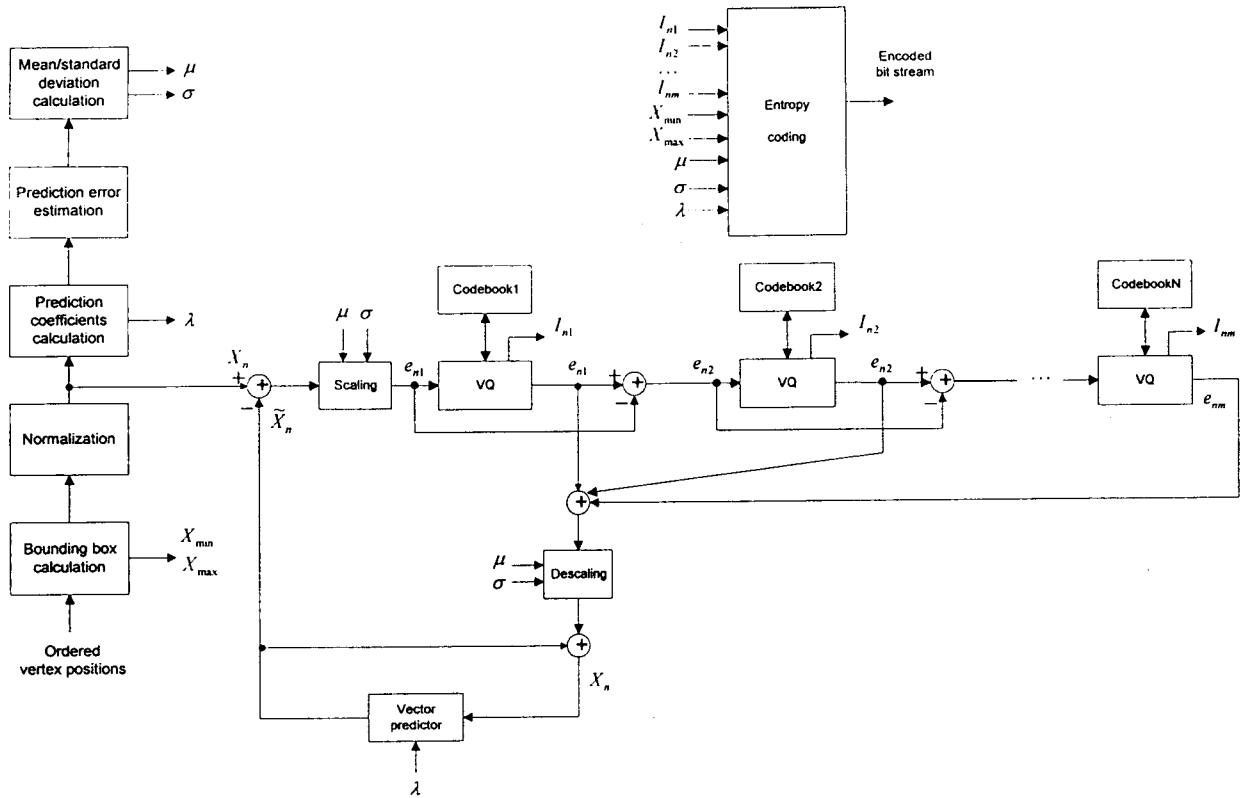 Mean/standard
deviation
calculation
μ
σ
Prediction error
estimation
Prediction
coefficients
calculation
λ
Normalization
Bounding box
calculation
X_min
X_max
Ordered
vertex positions
I_n1
I_n2
...
I_nm
X_min
X_max
μ
σ
λ
Entropy
coding
Encoded
bit stream
X_n
+
+
−
X̃_n
μ σ
Scaling
e_n1
Codebook1
VQ
I_n1
e_n1
+
+
−
e_n2
Codebook2
VQ
I_n2
e_n2
+
+
−
...
CodebookN
VQ
I_nm
e_nm
+
μ
σ
Descaling
+
X_n
Vector
predictor
λ